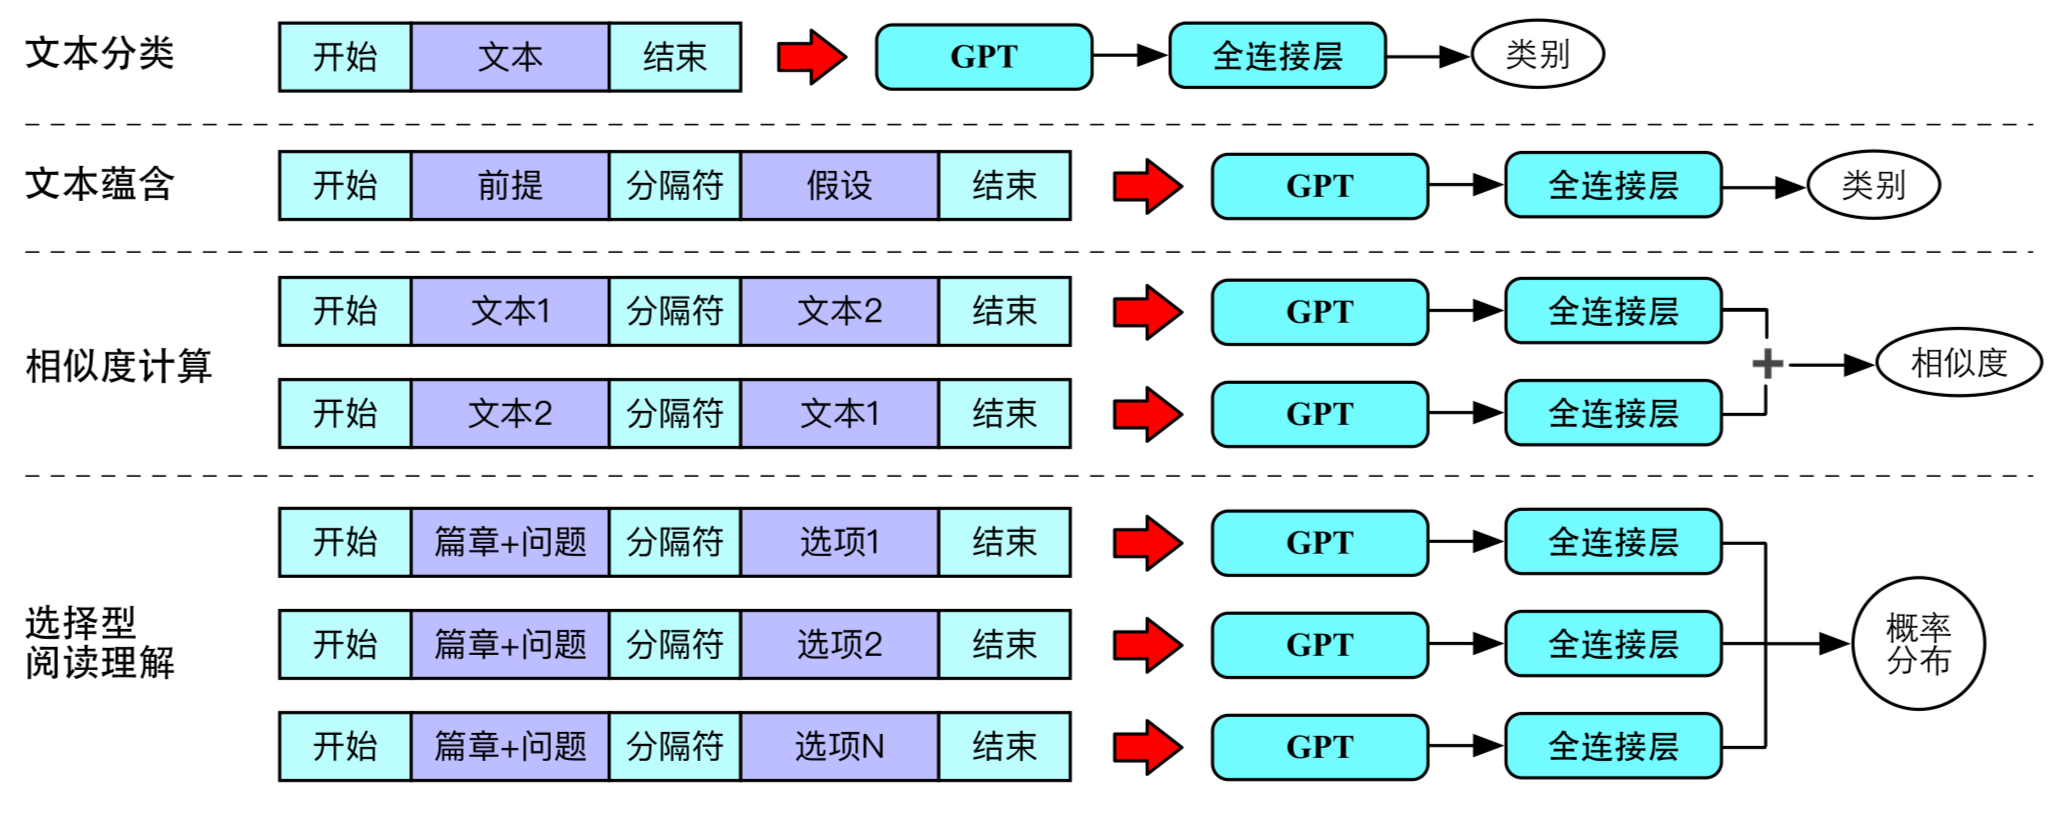 文本分类 开始 文本 结束 GPT 全连接层 类别
文本蕴含 开始 前提 分隔符 假设 结束 GPT 全连接层 类别
相似度计算
开始 文本1 分隔符 文本2 结束 GPT 全连接层
开始 文本2 分隔符 文本1 结束 GPT 全连接层
+ 相似度
选择型
阅读理解
开始 篇章+问题 分隔符 选项1 结束 GPT 全连接层
开始 篇章+问题 分隔符 选项2 结束 GPT 全连接层
开始 篇章+问题 分隔符 选项N 结束 GPT 全连接层
概率
分布